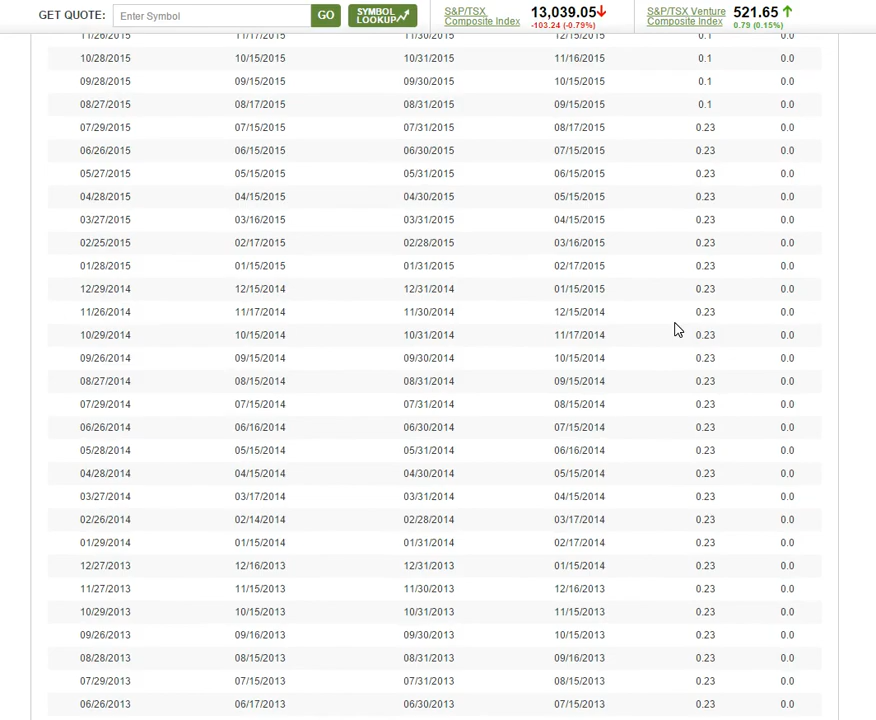 GET QUOTE: Enter Symbol GO SYMBOL LOOKUP S&P/TSX Composite Index 13,039.05 -103.24 (-0.79%) S&P/TSX Venture Composite Index 521.65 0.79 (0.15%)
11/26/2015 11/17/2015 11/30/2015 12/15/2015 0.1 0.0
10/28/2015 10/15/2015 10/31/2015 11/16/2015 0.1 0.0
09/28/2015 09/15/2015 09/30/2015 10/15/2015 0.1 0.0
08/27/2015 08/17/2015 08/31/2015 09/15/2015 0.1 0.0
07/29/2015 07/15/2015 07/31/2015 08/17/2015 0.23 0.0
06/26/2015 06/15/2015 06/30/2015 07/15/2015 0.23 0.0
05/27/2015 05/15/2015 05/31/2015 06/15/2015 0.23 0.0
04/28/2015 04/15/2015 04/30/2015 05/15/2015 0.23 0.0
03/27/2015 03/16/2015 03/31/2015 04/15/2015 0.23 0.0
02/25/2015 02/17/2015 02/28/2015 03/16/2015 0.23 0.0
01/28/2015 01/15/2015 01/31/2015 02/17/2015 0.23 0.0
12/29/2014 12/15/2014 12/31/2014 01/15/2015 0.23 0.0
11/26/2014 11/17/2014 11/30/2014 12/15/2014 0.23 0.0
10/29/2014 10/15/2014 10/31/2014 11/17/2014 0.23 0.0
09/26/2014 09/15/2014 09/30/2014 10/15/2014 0.23 0.0
08/27/2014 08/15/2014 08/31/2014 09/15/2014 0.23 0.0
07/29/2014 07/15/2014 07/31/2014 08/15/2014 0.23 0.0
06/26/2014 06/16/2014 06/30/2014 07/15/2014 0.23 0.0
05/28/2014 05/15/2014 05/31/2014 06/16/2014 0.23 0.0
04/28/2014 04/15/2014 04/30/2014 05/15/2014 0.23 0.0
03/27/2014 03/17/2014 03/31/2014 04/15/2014 0.23 0.0
02/26/2014 02/14/2014 02/28/2014 03/17/2014 0.23 0.0
01/29/2014 01/15/2014 01/31/2014 02/17/2014 0.23 0.0
12/27/2013 12/16/2013 12/31/2013 01/15/2014 0.23 0.0
11/27/2013 11/15/2013 11/30/2013 12/16/2013 0.23 0.0
10/29/2013 10/15/2013 10/31/2013 11/15/2013 0.23 0.0
09/26/2013 09/16/2013 09/30/2013 10/15/2013 0.23 0.0
08/28/2013 08/15/2013 08/31/2013 09/16/2013 0.23 0.0
07/29/2013 07/15/2013 07/31/2013 08/15/2013 0.23 0.0
06/26/2013 06/17/2013 06/30/2013 07/15/2013 0.23 0.0